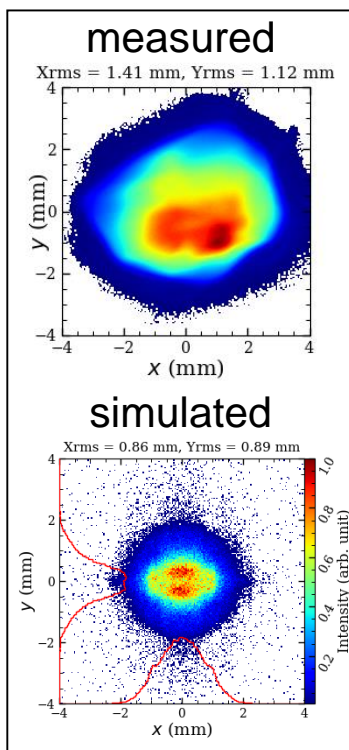 measured
Xrms = 1.41 mm, Yrms = 1.12 mm
4
2
0
−2
−4
y (mm)
−4 −2 0 2 4
x (mm)
simulated
Xrms = 0.86 mm, Yrms = 0.89 mm
4
2
0
−2
−4
y (mm)
−4 −2 0 2 4
x (mm)
1.0
0.8
0.6
0.4
0.2
Intensity (arb. unit)